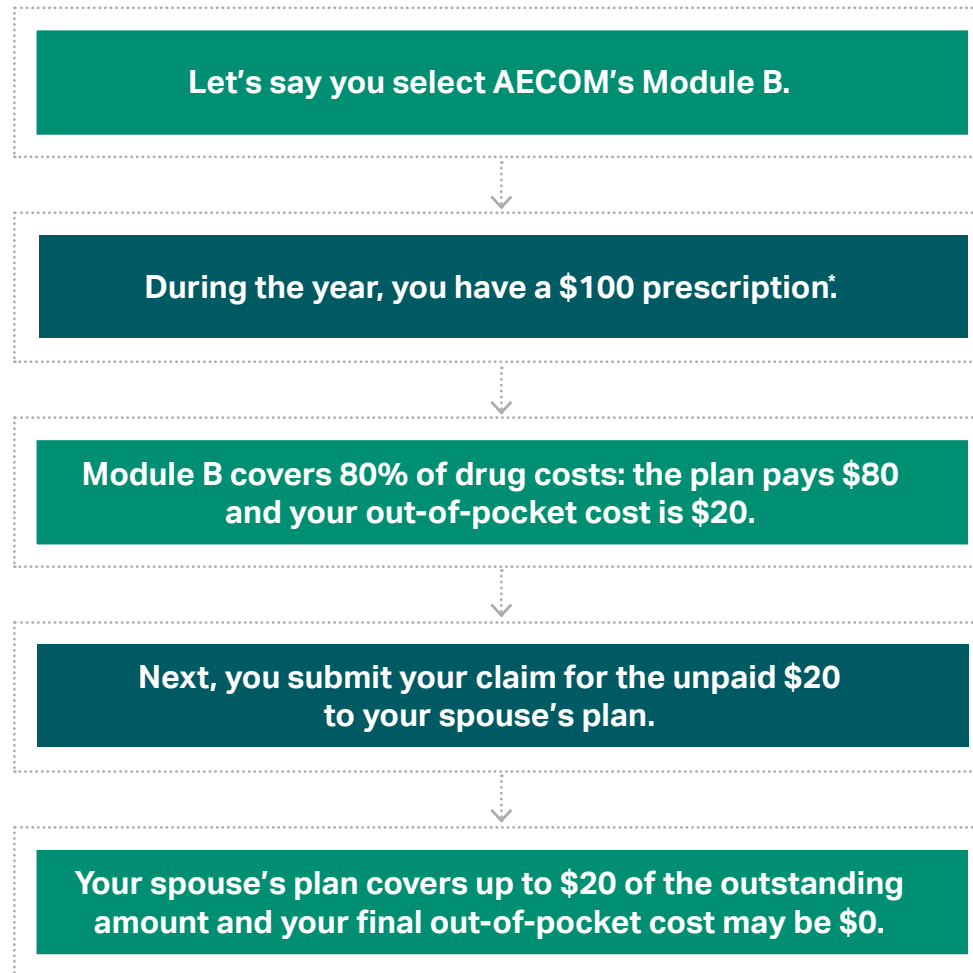 Let's say you select AECOM's Module B.
During the year, you have a $100 prescription*.
Module B covers 80% of drug costs: the plan pays $80
and your out-of-pocket cost is $20.
Next, you submit your claim for the unpaid $20
to your spouse's plan.
Your spouse's plan covers up to $20 of the outstanding
amount and your final out-of-pocket cost may be $0.